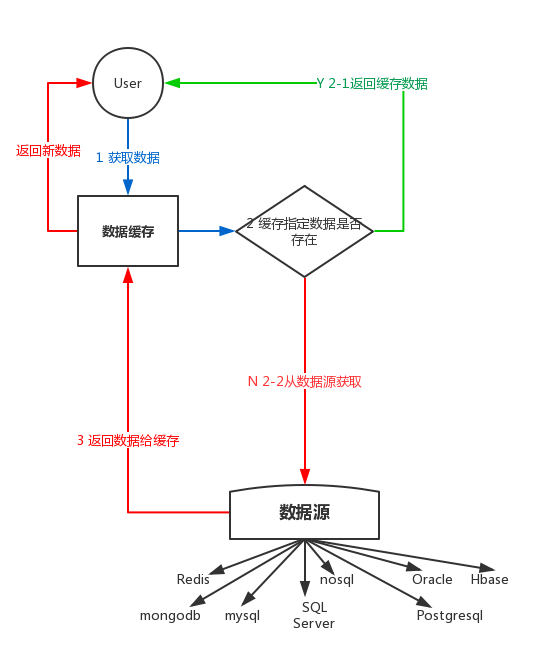 User
Y 2-1返回缓存数据
返回新数据
1 获取数据
数据缓存
2 缓存指定数据是否
存在
N 2-2从数据源获取
3 返回数据给缓存
数据源
Redis
nosql
Oracle
Hbase
mongodb
mysql
SQL
Server
Postgresql